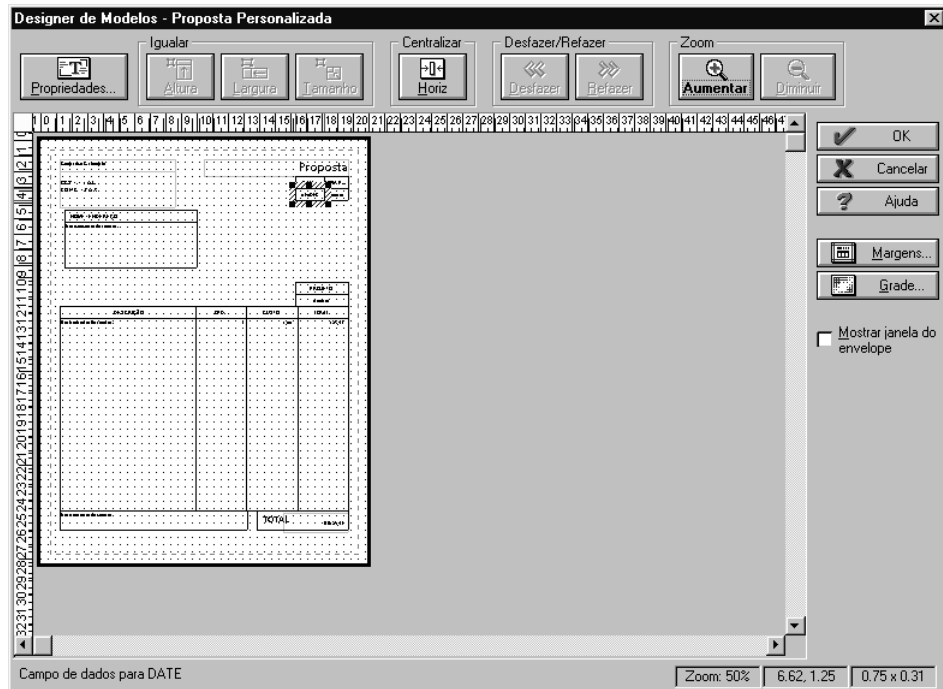 Designer de Modelos - Proposta Personalizada
Igualar
Centralizar
Desfazer/Refazer
Zoom
Propriedades...
Altura
Largura
Tamanho
Horiz
Desfazer
Refazer
Aumentar
Diminuir
OK
Cancelar
Ajuda
Margens...
Grade...
Mostrar janela do
envelope
Proposta
DESCRIÇÃO
TOTAL
TOTAL
Campo de dados para DATE
Zoom: 50%
6.62, 1.25
0.75 x 0.31